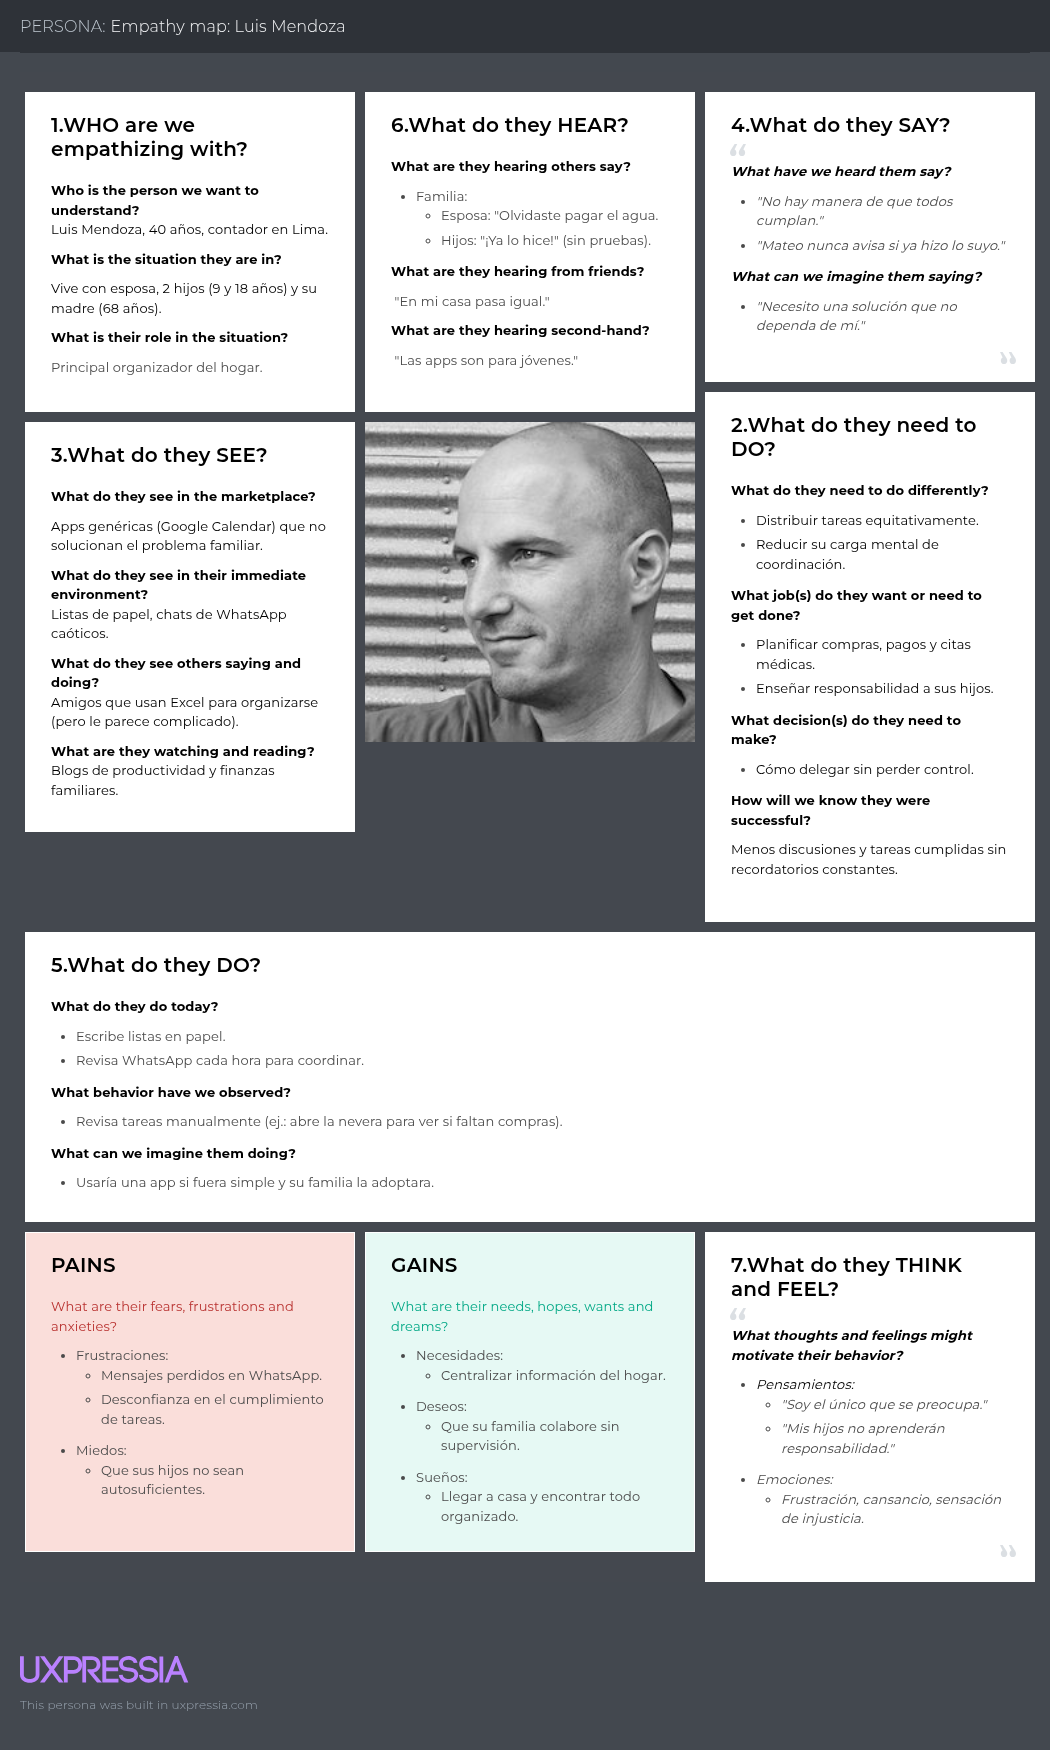 PERSONA: Empathy map: Luis Mendoza
1.WHO are we
empathizing with?
Who is the person we want to
understand?
Luis Mendoza, 40 años, contador en Lima.
What is the situation they are in?
Vive con esposa, 2 hijos (9 y 18 años) y su
madre (68 años).
What is their role in the situation?
Principal organizador del hogar.
6.What do they HEAR?
What are they hearing others say?
Familia:
Esposa: "Olvidaste pagar el agua.
Hijos: "¡Ya lo hice!" (sin pruebas).
What are they hearing from friends?
"En mi casa pasa igual."
What are they hearing second-hand?
"Las apps son para jóvenes."
4.What do they SAY?
“
What have we heard them say?
"No hay manera de que todos
cumplan."
"Mateo nunca avisa si ya hizo lo suyo."
What can we imagine them saying?
"Necesito una solución que no
dependa de mí."
”
3.What do they SEE?
What do they see in the marketplace?
Apps genéricas (Google Calendar) que no
solucionan el problema familiar.
What do they see in their immediate
environment?
Listas de papel, chats de WhatsApp
caóticos.
What do they see others saying and
doing?
Amigos que usan Excel para organizarse
(pero le parece complicado).
What are they watching and reading?
Blogs de productividad y finanzas
familiares.
2.What do they need to
DO?
What do they need to do differently?
Distribuir tareas equitativamente.
Reducir su carga mental de
coordinación.
What job(s) do they want or need to
get done?
Planificar compras, pagos y citas
médicas.
Enseñar responsabilidad a sus hijos.
What decision(s) do they need to
make?
Cómo delegar sin perder control.
How will we know they were
successful?
Menos discusiones y tareas cumplidas sin
recordatorios constantes.
5.What do they DO?
What do they do today?
Escribe listas en papel.
Revisa WhatsApp cada hora para coordinar.
What behavior have we observed?
Revisa tareas manualmente (ej.: abre la nevera para ver si faltan compras).
What can we imagine them doing?
Usaría una app si fuera simple y su familia la adoptara.
PAINS
What are their fears, frustrations and
anxieties?
Frustraciones:
Mensajes perdidos en WhatsApp.
Desconfianza en el cumplimiento
de tareas.
Miedos:
Que sus hijos no sean
autosuficientes.
GAINS
What are their needs, hopes, wants and
dreams?
Necesidades:
Centralizar información del hogar.
Deseos:
Que su familia colabore sin
supervisión.
Sueños:
Llegar a casa y encontrar todo
organizado.
7.What do they THINK
and FEEL?
“
What thoughts and feelings might
motivate their behavior?
Pensamientos:
"Soy el único que se preocupa."
"Mis hijos no aprenderán
responsabilidad."
Emociones:
Frustración, cansancio, sensación
de injusticia.
”
UXPRESSIA
This persona was built in uxpressia.com